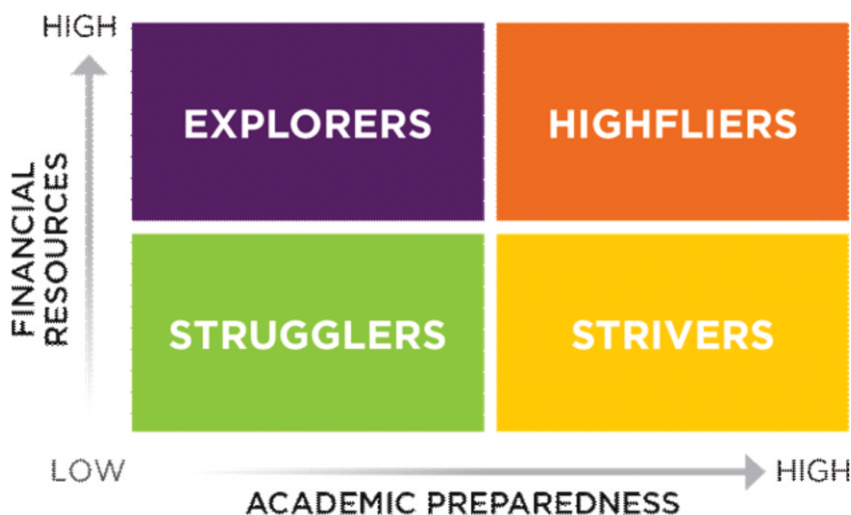 HIGH
EXPLORERS
HIGHFLIERS
FINANCIAL
RESOURCES
STRUGGLERS
STRIVERS
LOW
HIGH
ACADEMIC PREPAREDNESS